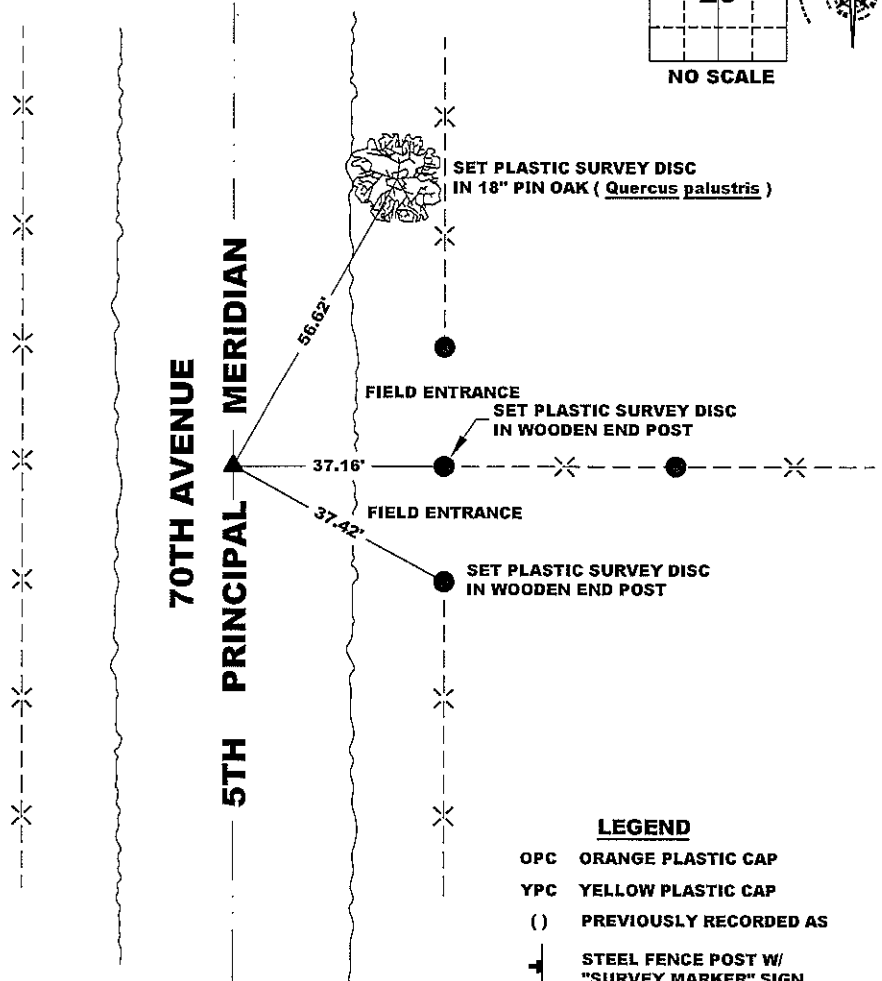 NO SCALE
SET PLASTIC SURVEY DISC
IN 18" PIN OAK ( Quercus palustris )
56.62'
FIELD ENTRANCE
SET PLASTIC SURVEY DISC
IN WOODEN END POST
37.16'
37.42'
FIELD ENTRANCE
SET PLASTIC SURVEY DISC
IN WOODEN END POST
70TH AVENUE
5TH PRINCIPAL MERIDIAN
LEGEND
OPC ORANGE PLASTIC CAP
YPC YELLOW PLASTIC CAP
( ) PREVIOUSLY RECORDED AS
STEEL FENCE POST W/
"SURVEY MARKER" SIGN